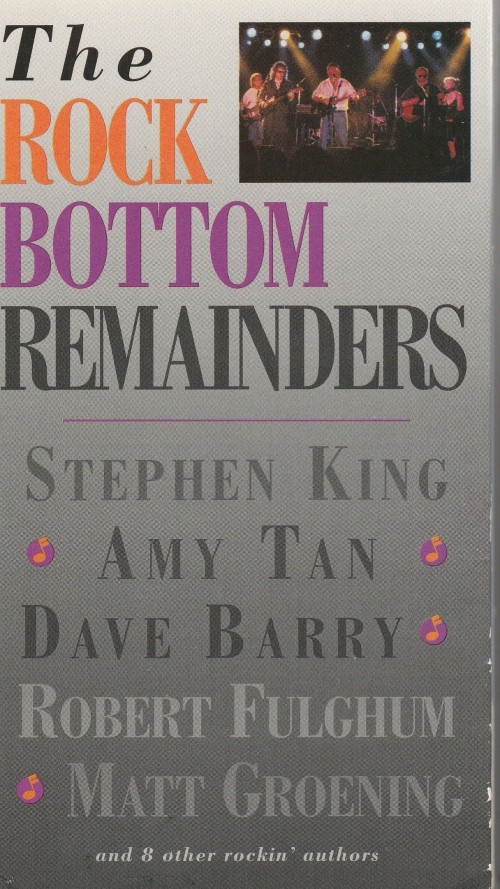 The
ROCK
BOTTOM
REMAINDERS
STEPHEN KING
AMY TAN
DAVE BARRY
ROBERT FULGHUM
MATT GROENING
and 8 other rockin' authors